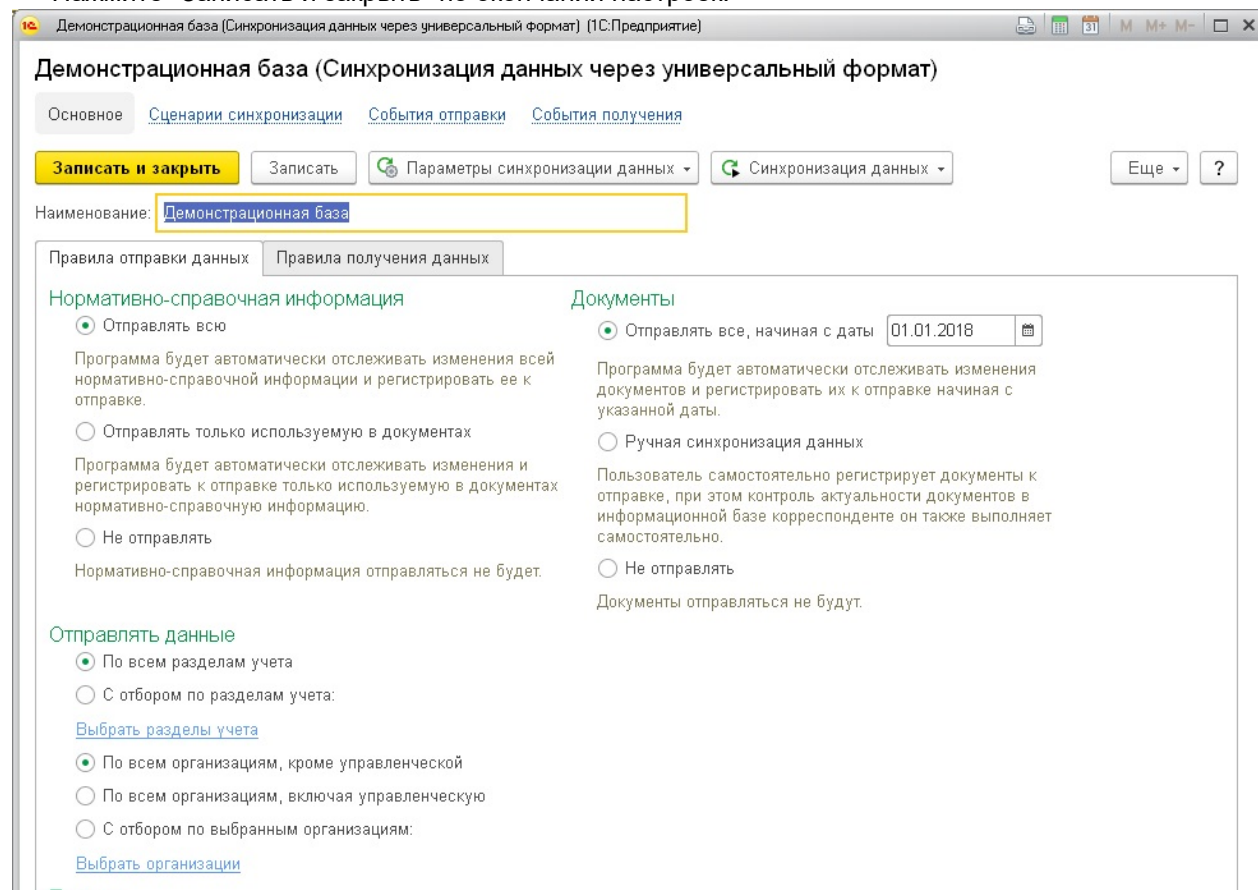 Нажмите "Записать и закрыть" по окончании настроек.
Демонстрационная база (Синхронизация данных через универсальный формат) (1С:Предприятие)
M M+ M-
Демонстрационная база (Синхронизация данных через универсальный формат)
Основное Сценарии синхронизации События отправки События получения
Записать и закрыть Записать Параметры синхронизации данных Синхронизация данных Еще ?
Наименование: Демонстрационная база
Правила отправки данных Правила получения данных
Нормативно-справочная информация
Отправлять всю
Программа будет автоматически отслеживать изменения всей
нормативно-справочной информации и регистрировать ее к
отправке.
Отправлять только используемую в документах
Программа будет автоматически отслеживать изменения и
регистрировать к отправке только используемую в документах
нормативно-справочную информацию.
Не отправлять
Нормативно-справочная информация отправляться не будет.
Документы
Отправлять все, начиная с даты 01.01.2018
Программа будет автоматически отслеживать изменения
документов и регистрировать их к отправке начиная с
указанной даты.
Ручная синхронизация данных
Пользователь самостоятельно регистрирует документы к
отправке, при этом контроль актуальности документов в
информационной базе корреспонденте он также выполняет
самостоятельно.
Не отправлять
Документы отправляться не будут.
Отправлять данные
По всем разделам учета
С отбором по разделам учета:
Выбрать разделы учета
По всем организациям, кроме управленческой
По всем организациям, включая управленческую
С отбором по выбранным организациям:
Выбрать организации